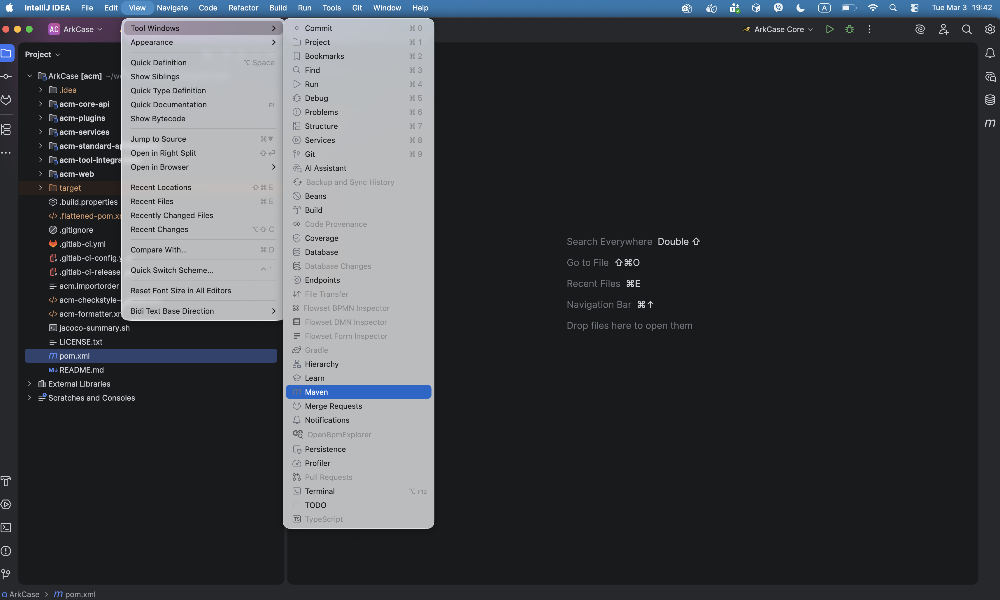 IntelliJ IDEA File Edit View Navigate Code Refactor Build Run Tools Git Window Help A Tue Mar 3 19:42
AC ArkCase ArkCase Core
Project
ArkCase [acm] ~/wo
.idea
acm-core-api
acm-plugins
acm-services
acm-standard-ap
acm-tool-integra
acm-web
target
.build.properties
.flattened-pom.xm
.gitignore
.gitlab-ci.yml
.gitlab-ci-config.y
.gitlab-ci-release.
acm.importorder
acm-checkstyle-
acm-formatter.xm
jacoco-summary.sh
LICENSE.txt
m pom.xml
M↓ README.md
External Libraries
Scratches and Consoles
Tool Windows
Appearance
Quick Definition ⌥ Space
Show Siblings
Quick Type Definition
Quick Documentation F1
Show Bytecode
Jump to Source ⌘▼
Open in Right Split ⇧⏎
Open in Browser
Recent Locations ⇧⌘E
Recent Files ⌘E
Recently Changed Files
Recent Changes ⌥⇧C
Compare With... ⌘D
Quick Switch Scheme... ^`
Reset Font Size in All Editors
Bidi Text Base Direction
Commit ⌘0
Project ⌘1
Bookmarks ⌘2
Find ⌘3
Run ⌘4
Debug ⌘5
Problems ⌘6
Structure ⌘7
Services ⌘8
Git ⌘9
AI Assistant
Backup and Sync History
Beans
Build
Code Provenance
Coverage
Database
Database Changes
Endpoints
File Transfer
Flowset BPMN Inspector
Flowset DMN Inspector
Flowset Form Inspector
Gradle
Hierarchy
Learn
m Maven
Merge Requests
Notifications
OpenBpmExplorer
Persistence
Profiler
Pull Requests
Terminal ⌥F12
TODO
TS TypeScript
Search Everywhere Double ⇧
Go to File ⇧⌘O
Recent Files ⌘E
Navigation Bar ⌘↑
Drop files here to open them
m
ArkCase > m pom.xml